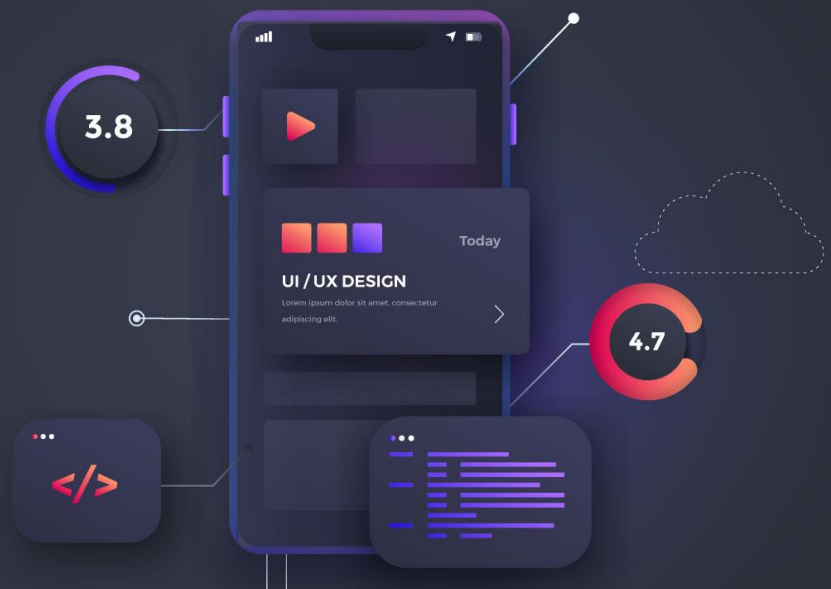 3.8
Today
UI / UX DESIGN
Lorem ipsum dolor sit amet, consectetur
adipiscing elit.
4.7
</>